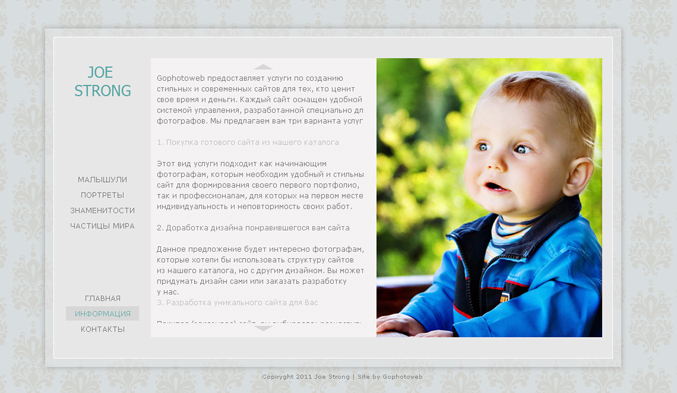 JOE
STRONG
МАЛЫШУЛИ
ПОРТРЕТЫ
ЗНАМЕНИТОСТИ
ЧАСТИЦЫ МИРА
ГЛАВНАЯ
ИНФОРМАЦИЯ
КОНТАКТЫ
Gophotoweb предоставляет услуги по созданию
стильных и современных сайтов для тех, кто ценит
свое время и деньги. Каждый сайт оснащен удобной
системой управления, разработанной специально дл
фотографов. Мы предлагаем вам три варианта услуг
1. Покупка готового сайта из нашего каталога
Этот вид услуги подходит как начинающим
фотографам, которым необходим удобный и стильны
сайт для формирования своего первого портфолио,
так и профессионалам, для которых на первом месте
индивидуальность и неповторимость своих работ.
2. Доработка дизайна понравившегося вам сайта
Данное предложение будет интересно фотографам,
которые хотели бы использовать структуру сайтов
из нашего каталога, но с другим дизайном. Вы может
придумать дизайн сами или заказать разработку
у нас.
3. Разработка уникального сайта для Вас
Copyright 2011 Joe Strong | Site by Gophotoweb